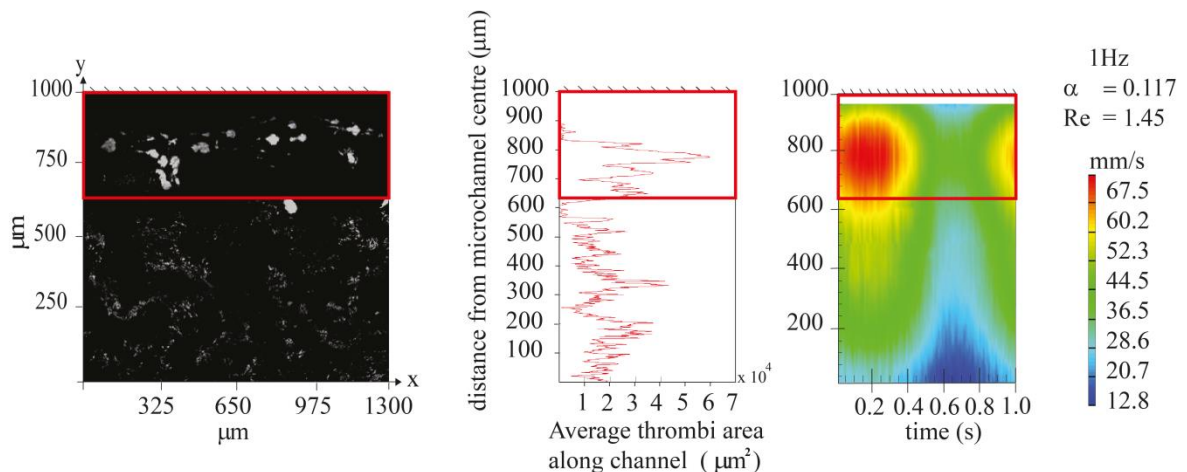 y
1000
750
500
250
μm
x
325 650 975 1300
μm
distance from microchannel centre (μm)
1000
900
800
700
600
500
400
300
200
100
x 10⁴
1 2 3 4 5 6 7
Average thrombi area
along channel ( μm²)
1000
800
600
400
200
0.2 0.4 0.6 0.8 1.0
time (s)
1Hz
α = 0.117
Re = 1.45
mm/s
67.5
60.2
52.3
44.5
36.5
28.6
20.7
12.8